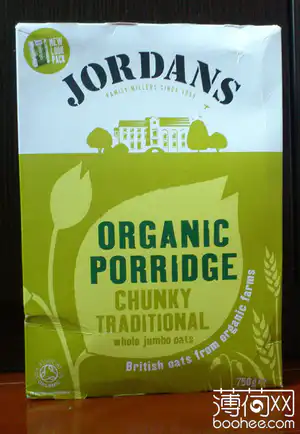 NEW
LOOK
PACK
JORDANS
FAMILY MILLERS SINCE 1855
ORGANIC
PORRIDGE
CHUNKY
TRADITIONAL
whole jumbo oats
British oats from organic farms
750g e
薄荷网
boohee.com